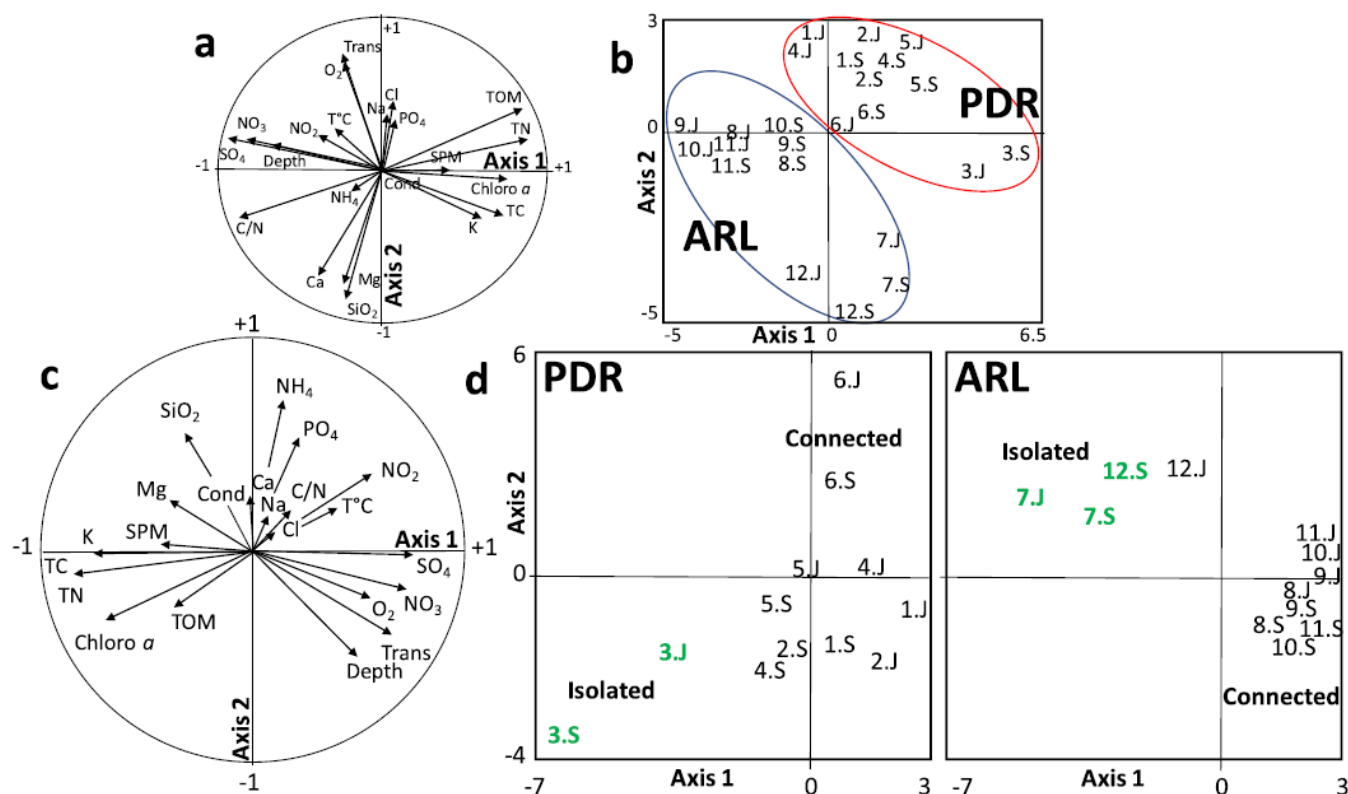 a
+1
Trans
O₂
Cl
Na
PO₄
TOM
TN
NO₃
NO₂
T°C
SO₄
Depth
SPM
Axis 1
-1
+1
Cond
Chloro a
NH₄
C/N
K
TC
Ca
Mg
SiO₂
Axis 2
-1
b
3
1.J
2.J
5.J
4.J
1.S
4.S
2.S
5.S
PDR
6.S
0
9.J
8.J
10.S
6.J
10.J
11.J
9.S
3.S
11.S
8.S
3.J
Axis 2
ARL
7.J
12.J
7.S
12.S
-5
-5
Axis 1
0
6.5
c
+1
NH₄
SiO₂
PO₄
NO₂
Ca
C/N
Mg
Cond
Na
T°C
SPM
Cl
K
Axis 1
-1
+1
TC
SO₄
TN
NO₃
O₂
TOM
Chloro a
Trans
Depth
Axis 2
-1
d
6
PDR
6.J
Connected
6.S
Axis 2
0
5.J
4.J
5.S
1.J
3.J
2.S
1.S
4.S
2.J
Isolated
3.S
-4
-7
Axis 1
0
3
ARL
Isolated
12.S
12.J
7.J
7.S
11.J
10.J
9.J
8.J
9.S
8.S
11.S
10.S
Connected
-7
Axis 1
0
3